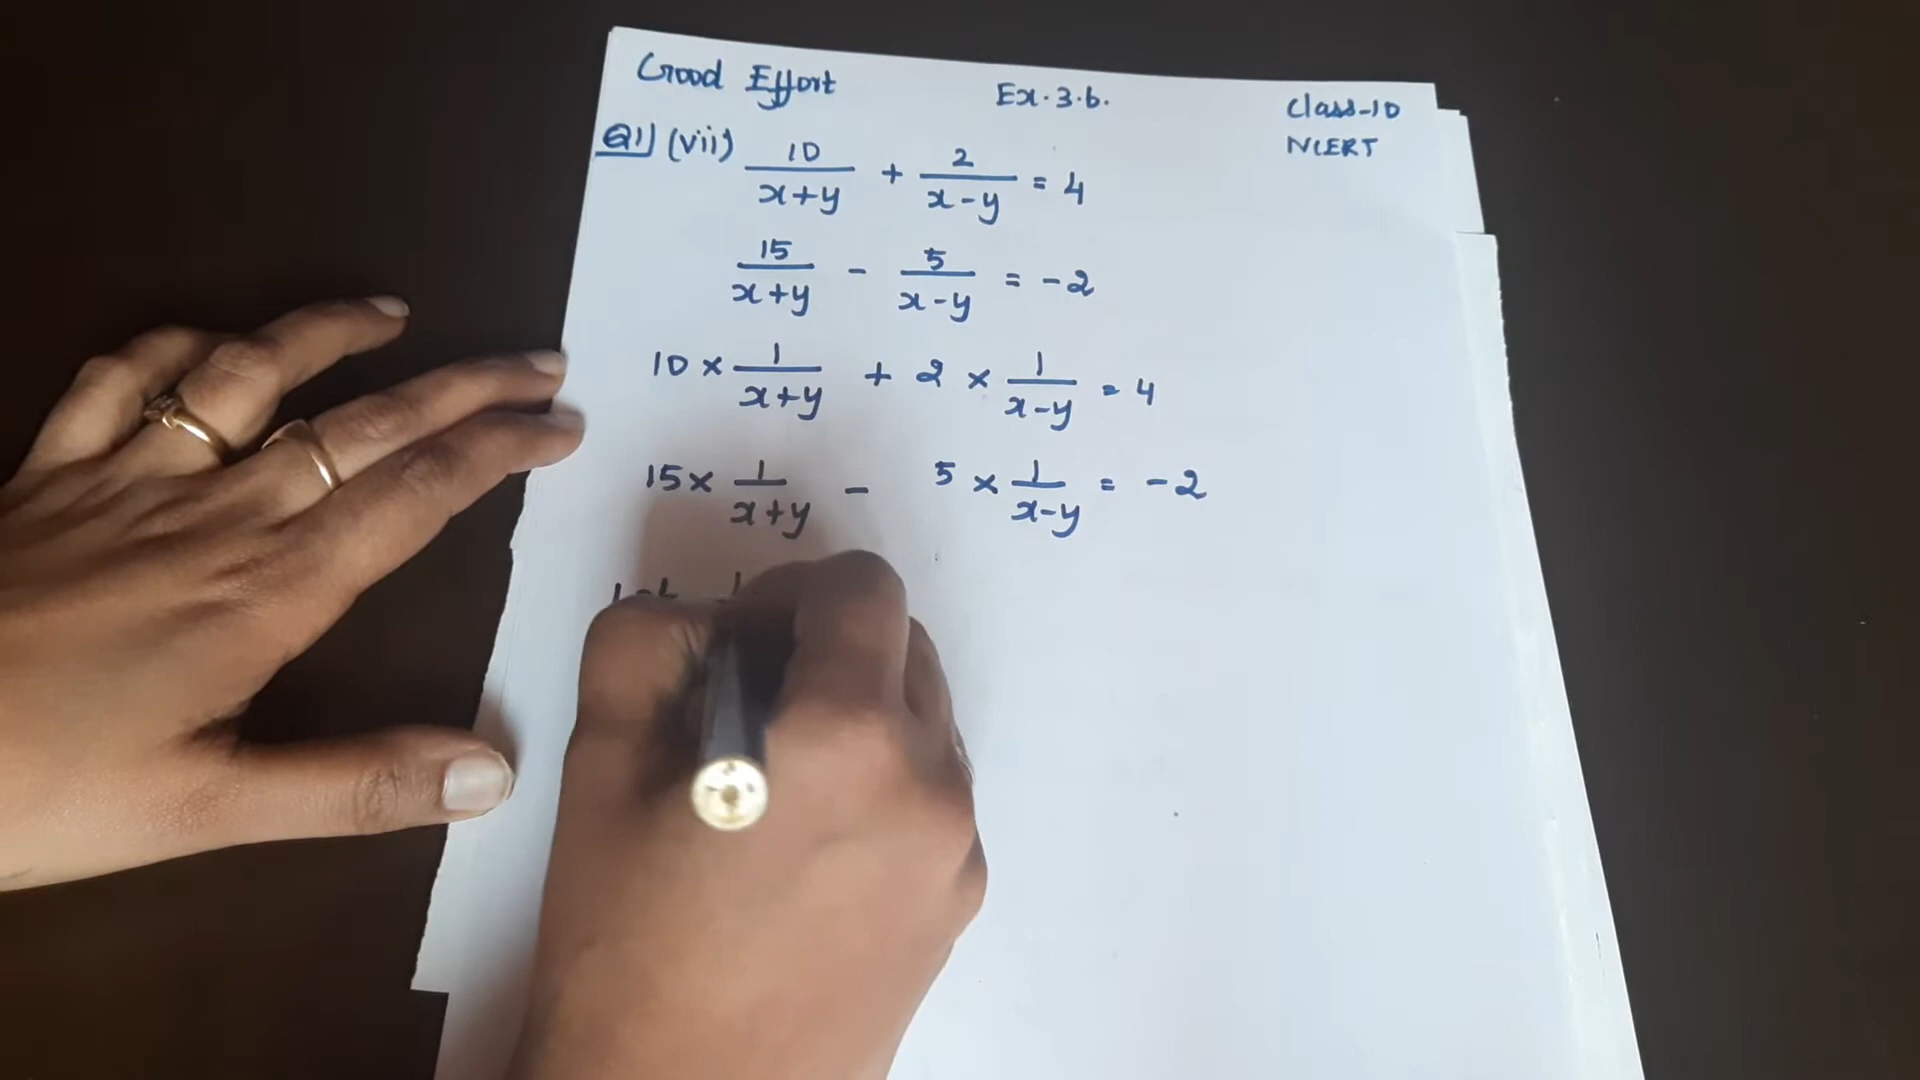 Good Effort Ex.3.6. Class-10
NCERT
Q1) (vii) 10/(x+y) + 2/(x-y) = 4
15/(x+y) - 5/(x-y) = -2
10 × 1/(x+y) + 2 × 1/(x-y) = 4
15 × 1/(x+y) - 5 × 1/(x-y) = -2